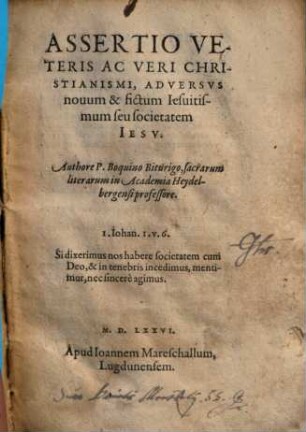 ASSERTIO VE-
TERIS AC VERI CHRI-
STIANISMI, ADVERSVS
nouum & fictum Iesuitis-
mum seu societatem
IESV.
Authore P. Boquino Biturigo, sacrarum
literarum in Academia Heydel-
bergensi professore.
1. Iohan. 1. v. 6.
Si dixerimus nos habere societatem cum
Deo, & in tenebris incedimus, menti-
mur, nec syncerè agimus.
M. D. LXXVI.
Apud Ioannem Mareschallum,
Lugdunensem.